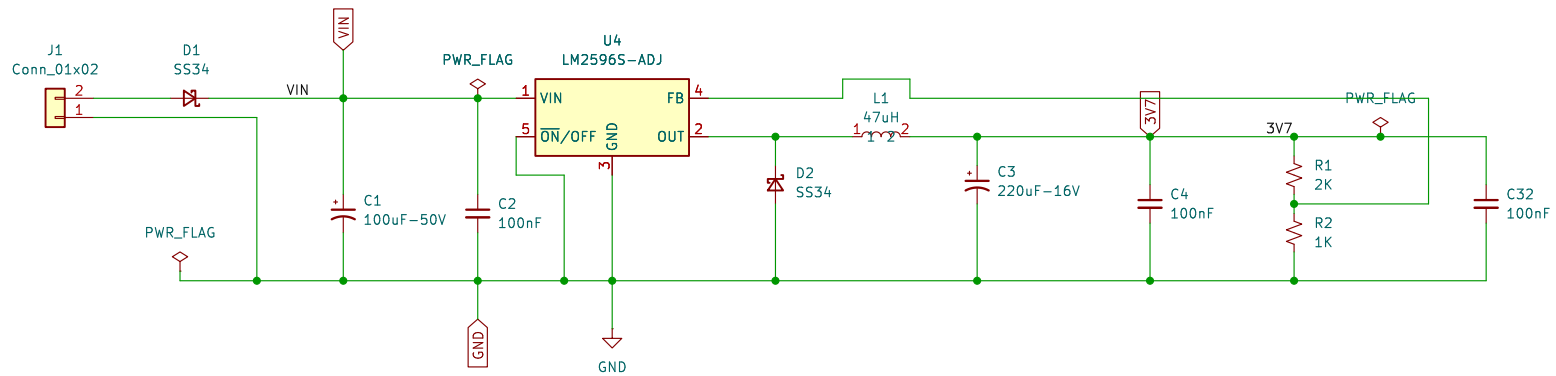 J1
Conn_01x02
2
1
D1
SS34
VIN
VIN
PWR_FLAG
U4
LM2596S-ADJ
1
VIN
FB
4
5
ON/OFF
GND
OUT
2
3
L1
47uH
1
1
2
2
3V7
3V7
PWR_FLAG
D2
SS34
C1
100uF-50V
C2
100nF
C3
220uF-16V
C4
100nF
R1
2K
R2
1K
C32
100nF
PWR_FLAG
GND
GND